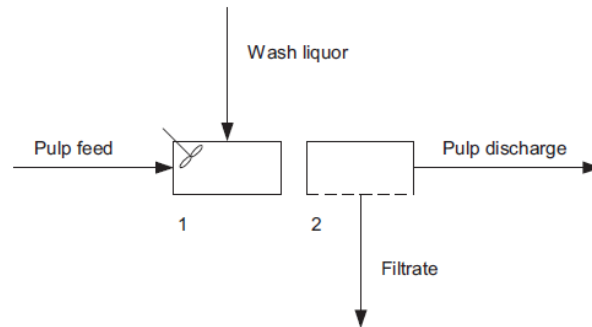 Wash liquor
Pulp feed
Pulp discharge
1
2
Filtrate